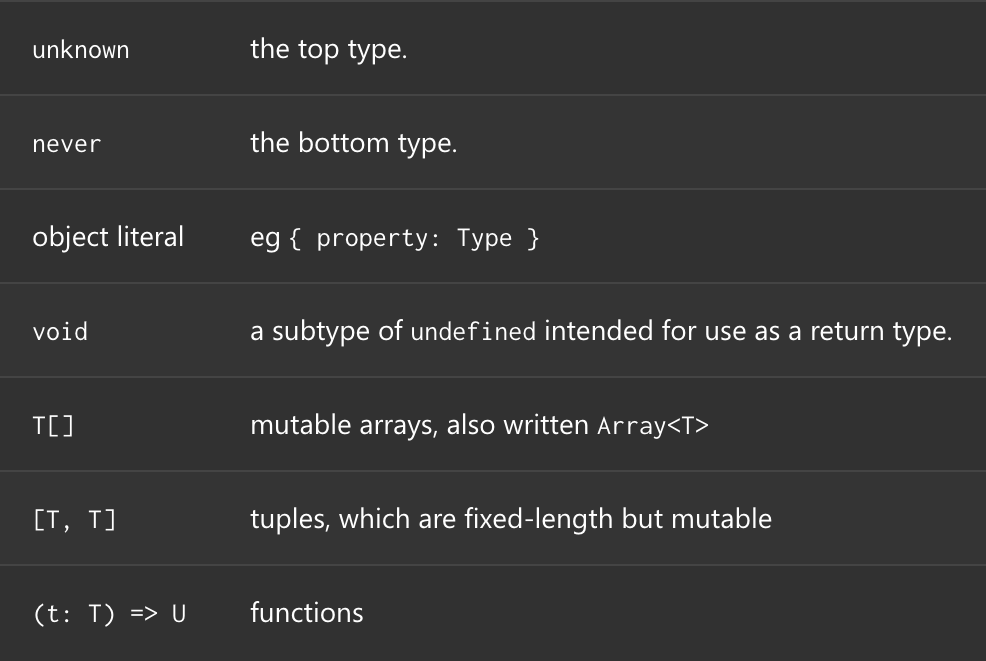 unknown the top type.
never the bottom type.
object literal eg { property: Type }
void a subtype of undefined intended for use as a return type.
T[] mutable arrays, also written Array<T>
[T, T] tuples, which are fixed-length but mutable
(t: T) => U functions